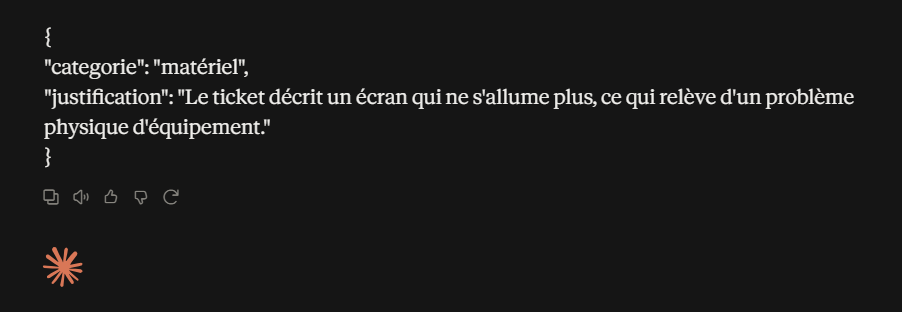 {
"categorie": "matériel",
"justification": "Le ticket décrit un écran qui ne s'allume plus, ce qui relève d'un problème
physique d'équipement."
}